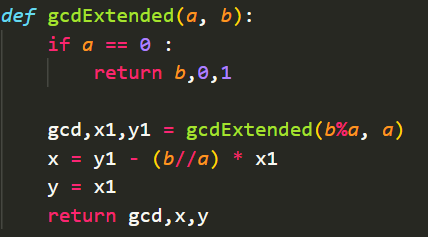 def gcdExtended(a, b):
    if a == 0 :
        return b,0,1

    gcd,x1,y1 = gcdExtended(b%a, a)
    x = y1 - (b//a) * x1
    y = x1
    return gcd,x,y